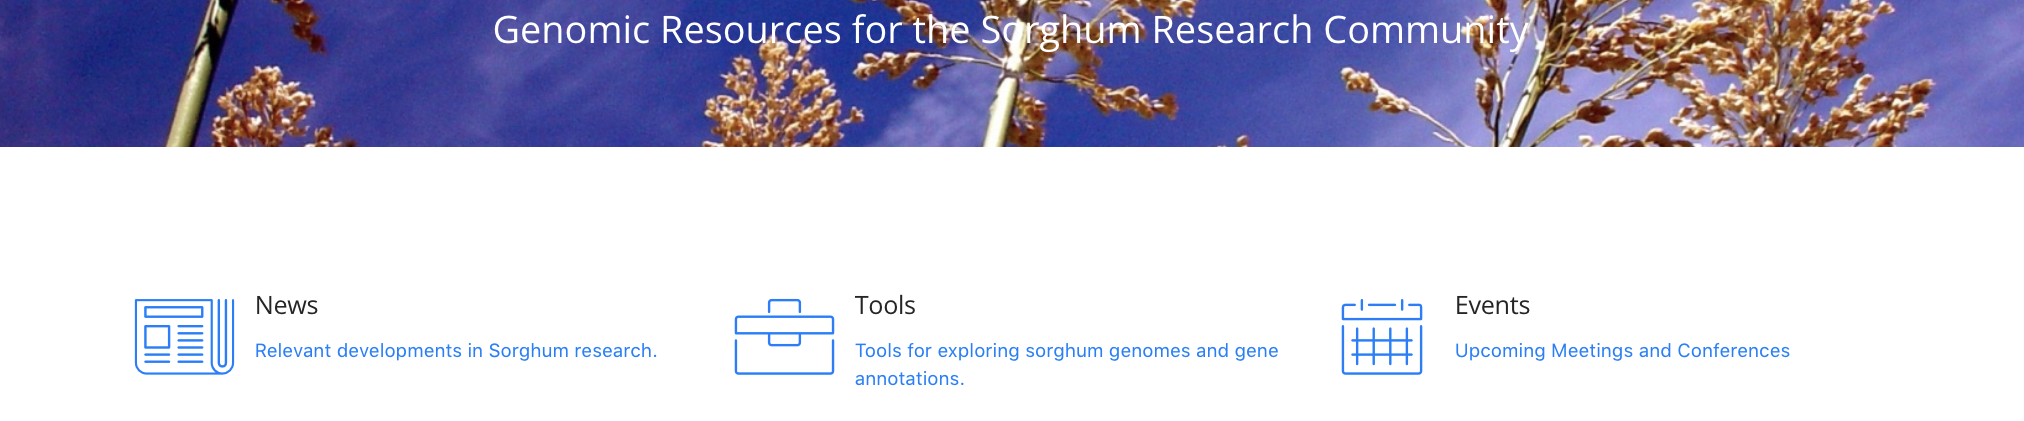 Genomic Resources for the Sorghum Research Community.
News
Relevant developments in Sorghum research.
Tools
Tools for exploring sorghum genomes and gene
annotations.
Events
Upcoming Meetings and Conferences